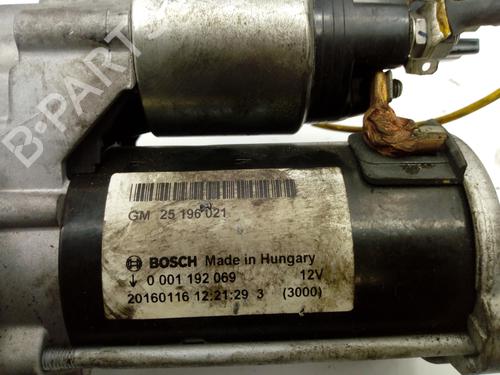 B-PARTS
GM 25 196 021
BOSCH Made in Hungary
0 001 192 069 12V
20160116 12:21:29 3 (3000)